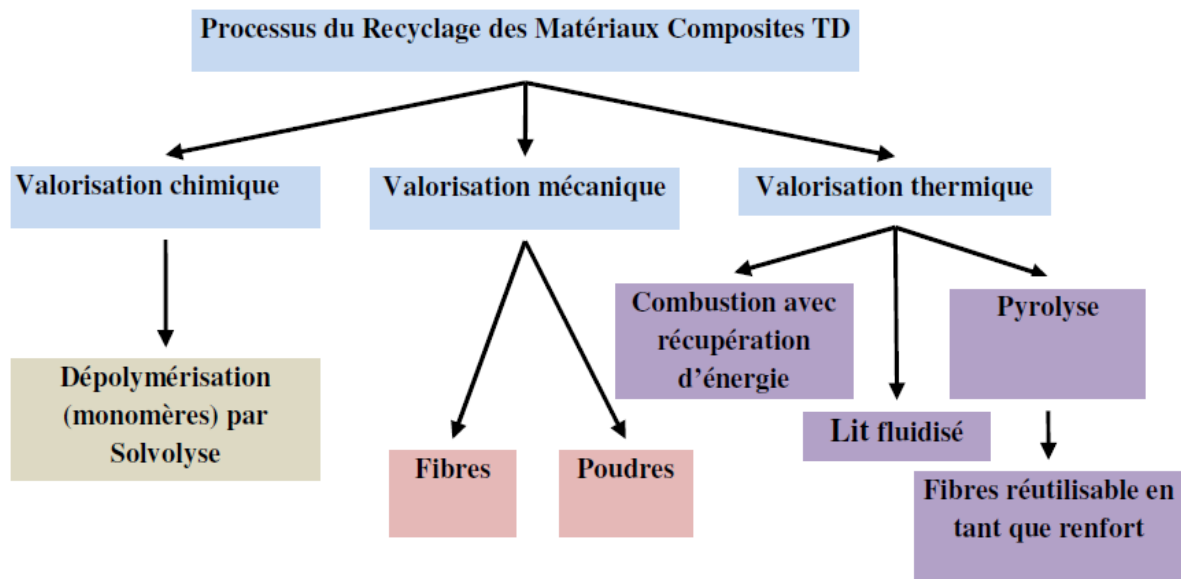 Processus du Recyclage des Matériaux Composites TD
Valorisation chimique
Valorisation mécanique
Valorisation thermique
Combustion avec
récupération
d'énergie
Pyrolyse
Dépolymérisation
(monomères) par
Solvolyse
Lit fluidisé
Fibres
Poudres
Fibres réutilisable en
tant que renfort